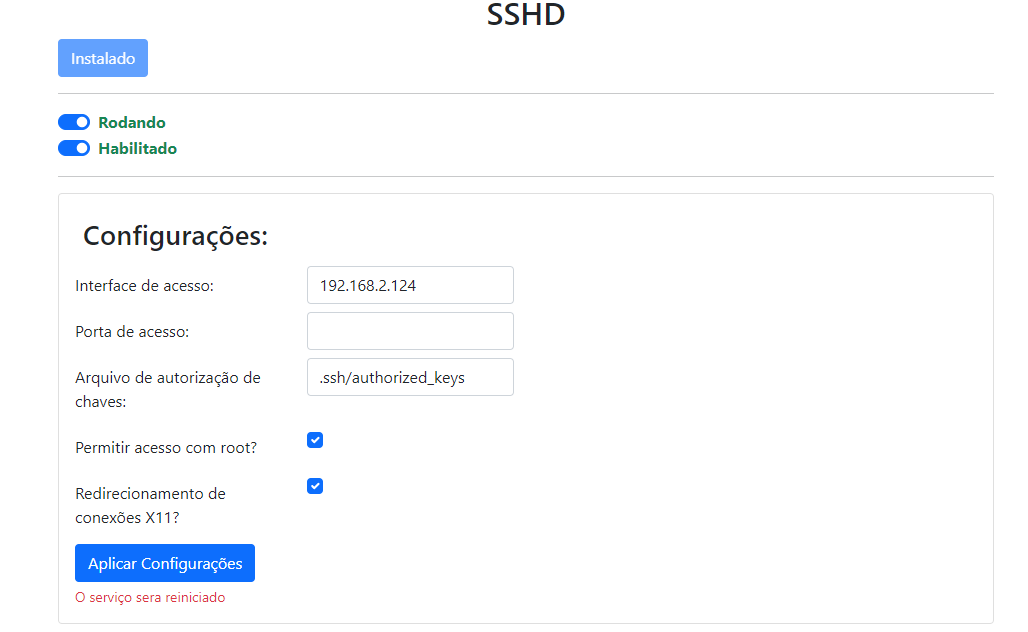 SSHD
Instalado
Rodando
Habilitado
Configurações:
Interface de acesso:
192.168.2.124
Porta de acesso:
Arquivo de autorização de
chaves:
.ssh/authorized_keys
Permitir acesso com root?
Redirecionamento de
conexões X11?
Aplicar Configurações
O serviço sera reiniciado